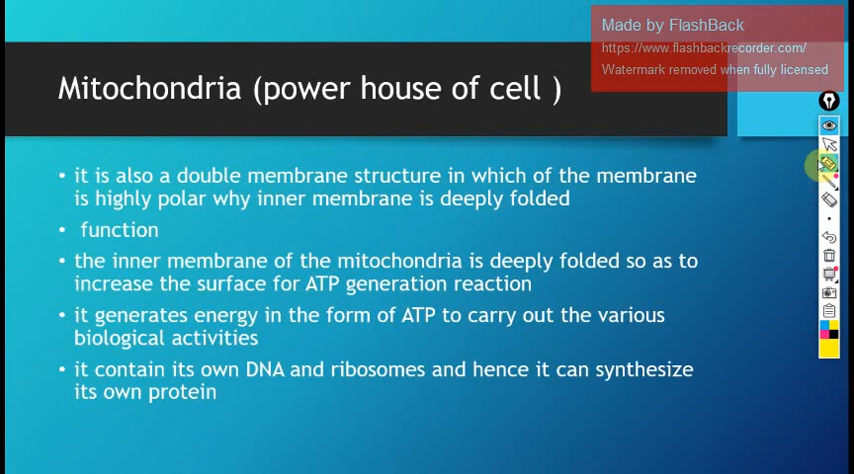 Made by FlashBack
https://www.flashbackrecorder.com/
Watermark removed when fully licensed
Mitochondria (power house of cell )
• it is also a double membrane structure in which of the membrane
is highly polar why inner membrane is deeply folded
• function
• the inner membrane of the mitochondria is deeply folded so as to
increase the surface for ATP generation reaction
• it generates energy in the form of ATP to carry out the various
biological activities
• it contain its own DNA and ribosomes and hence it can synthesize
its own protein